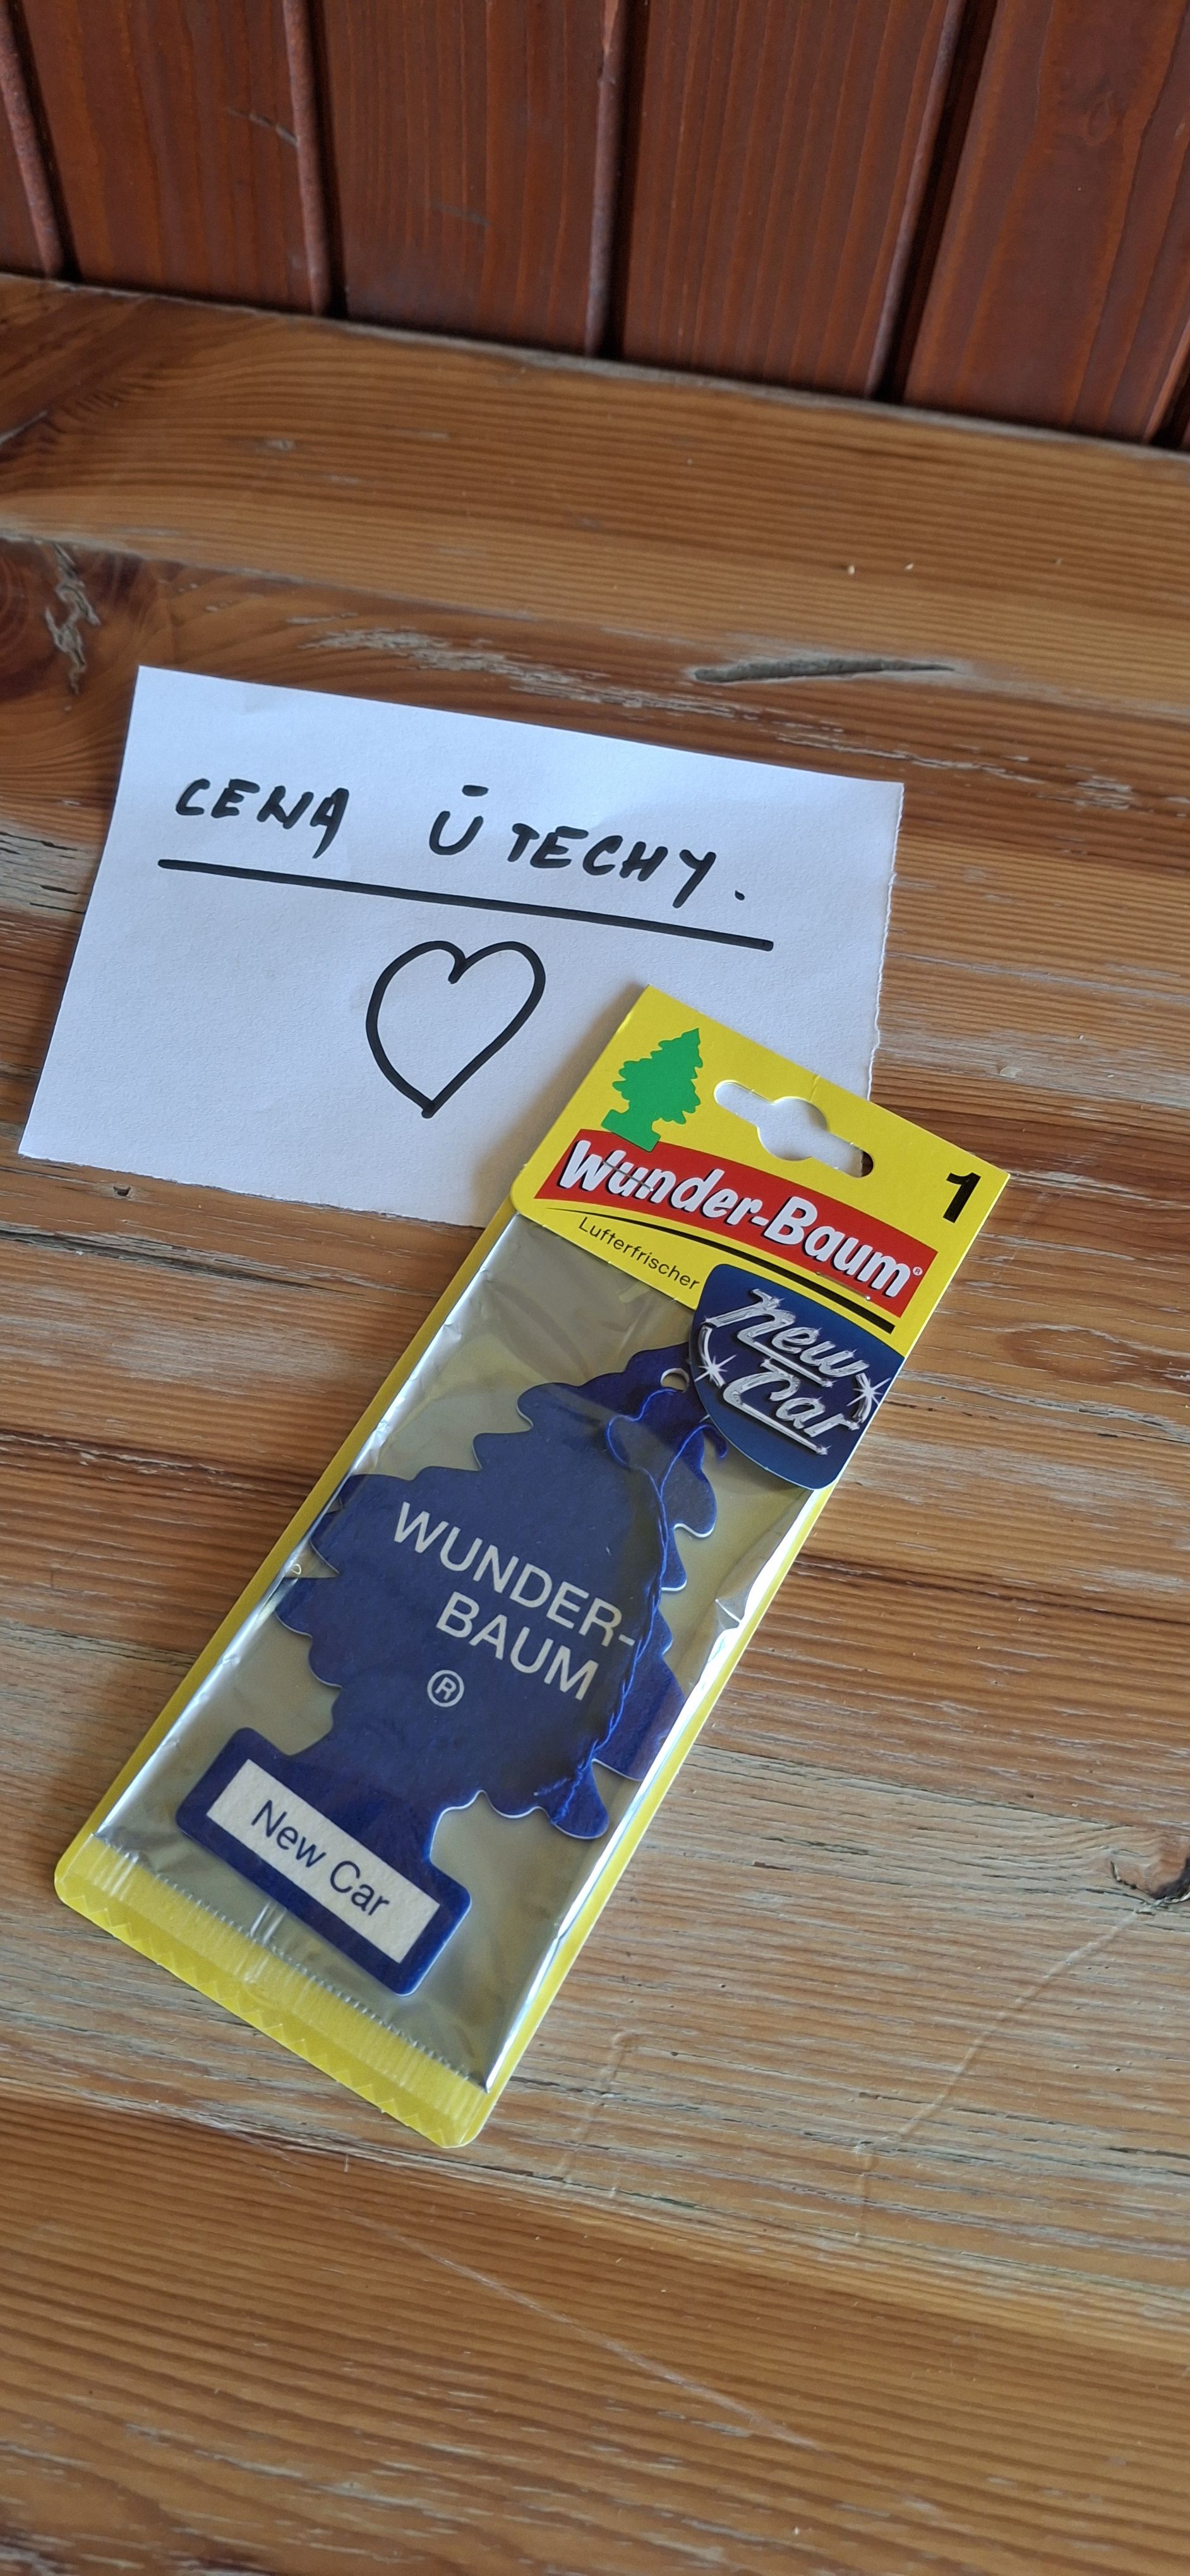 CENA ÚTECHY.
1
Wunder-Baum®
Lufterfrischer
new
Car
WUNDER-
BAUM
®
New Car